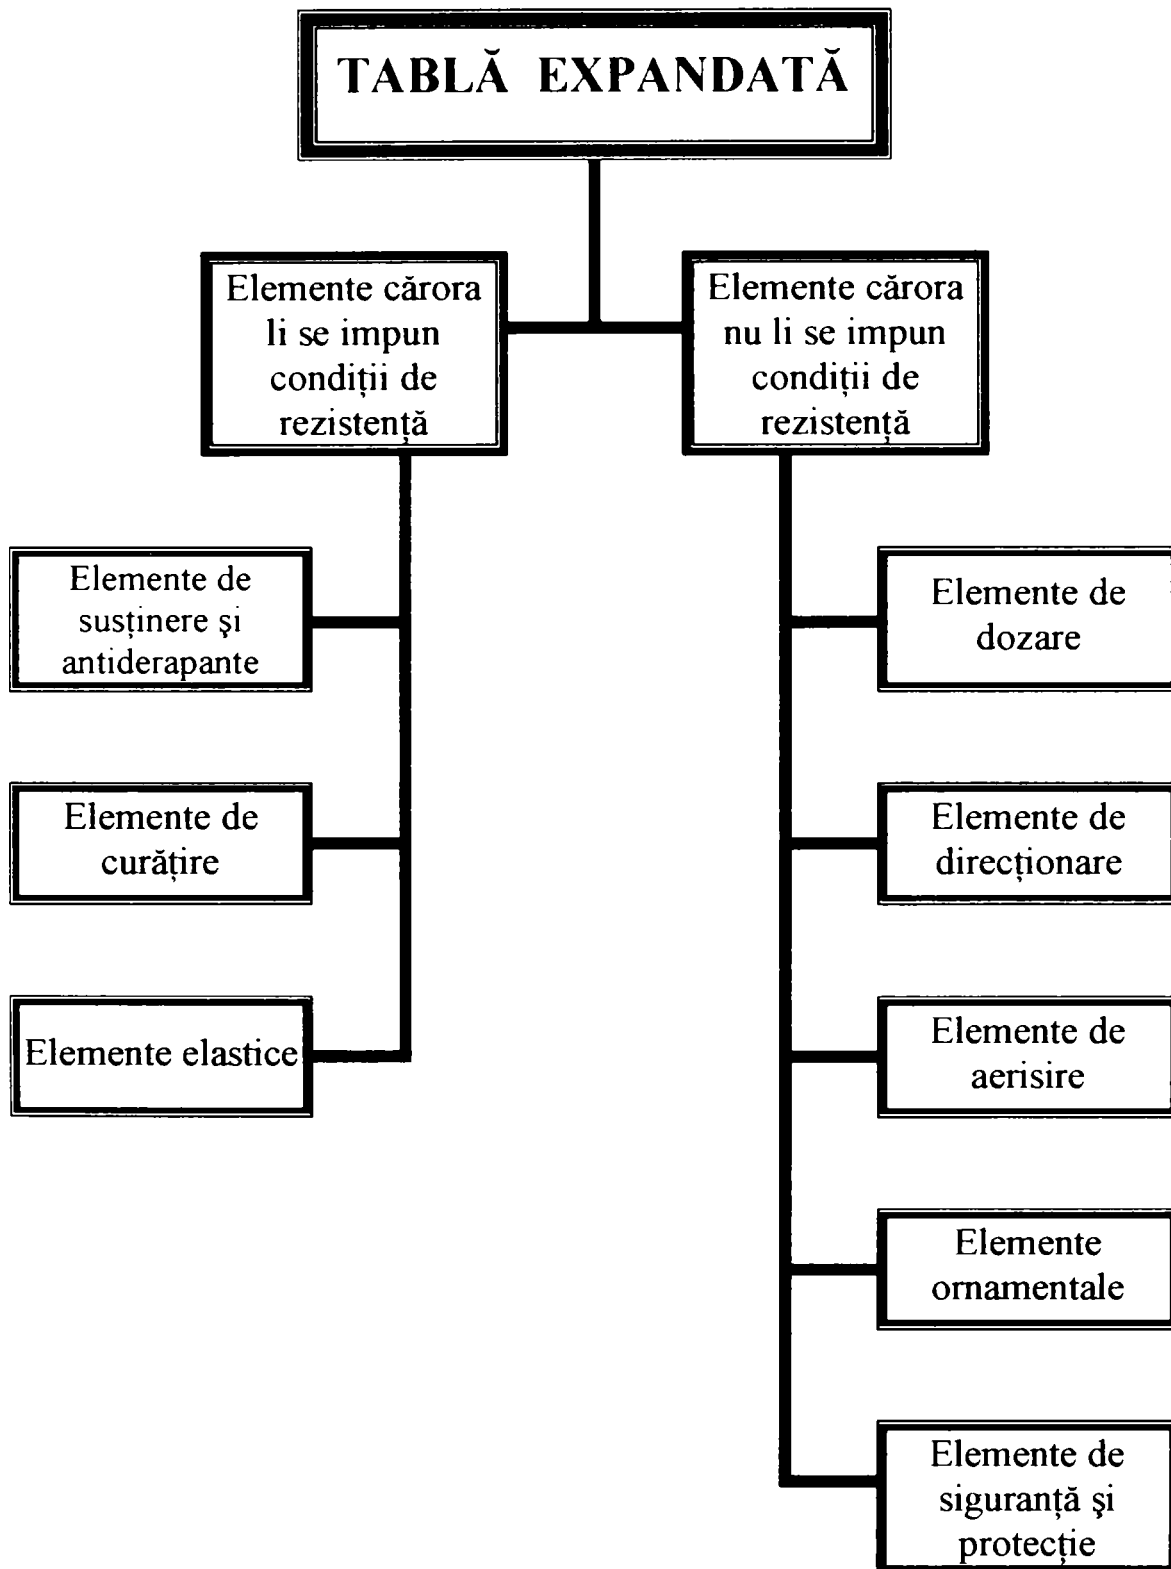 TABLĂ EXPANDATĂ
Elemente cărora
li se impun
condiții de
rezistență
Elemente cărora
nu li se impun
condiții de
rezistență
Elemente de
susținere și
antiderapante
Elemente de
curățire
Elemente elastice
Elemente de
dozare
Elemente de
direcționare
Elemente de
aerisire
Elemente
ornamentale
Elemente de
siguranță și
protecție